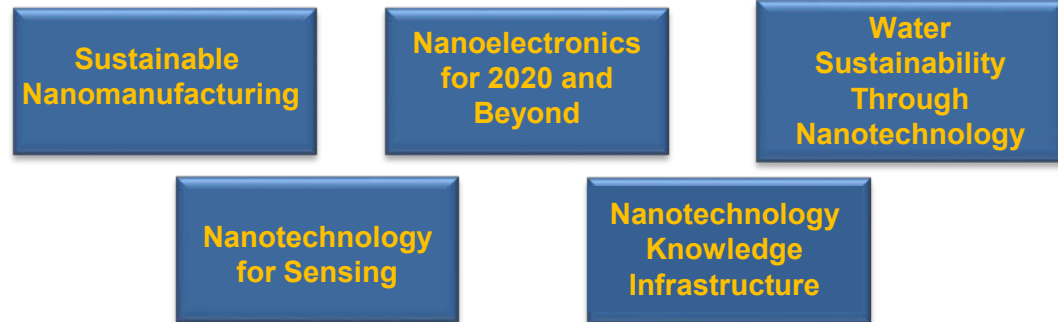 Sustainable
Nanomanufacturing
Nanoelectronics
for 2020 and
Beyond
Water
Sustainability
Through
Nanotechnology
Nanotechnology
for Sensing
Nanotechnology
Knowledge
Infrastructure